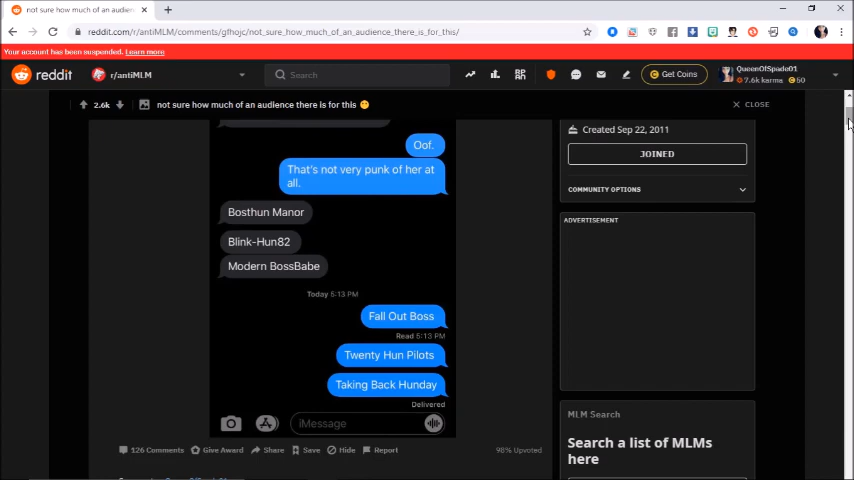 not sure how much of an audien
reddit.com/r/antiMLM/comments/gfhojc/not_sure_how_much_of_an_audience_there_is_for_this/
Your account has been suspended. Learn more
reddit
r/antiMLM
Search
Get Coins
QueenOfSpade01
7.6k karma 50
2.6k
not sure how much of an audience there is for this
CLOSE
Oof.
That's not very punk of her at
all.
Bosthun Manor
Blink-Hun82
Modern BossBabe
Today 5:13 PM
Fall Out Boss
Read 5:13 PM
Twenty Hun Pilots
Taking Back Hunday
Delivered
iMessage
126 Comments
Give Award
Share
Save
Hide
Report
98% Upvoted
Created Sep 22, 2011
JOINED
COMMUNITY OPTIONS
ADVERTISEMENT
MLM Search
Search a list of MLMs
here